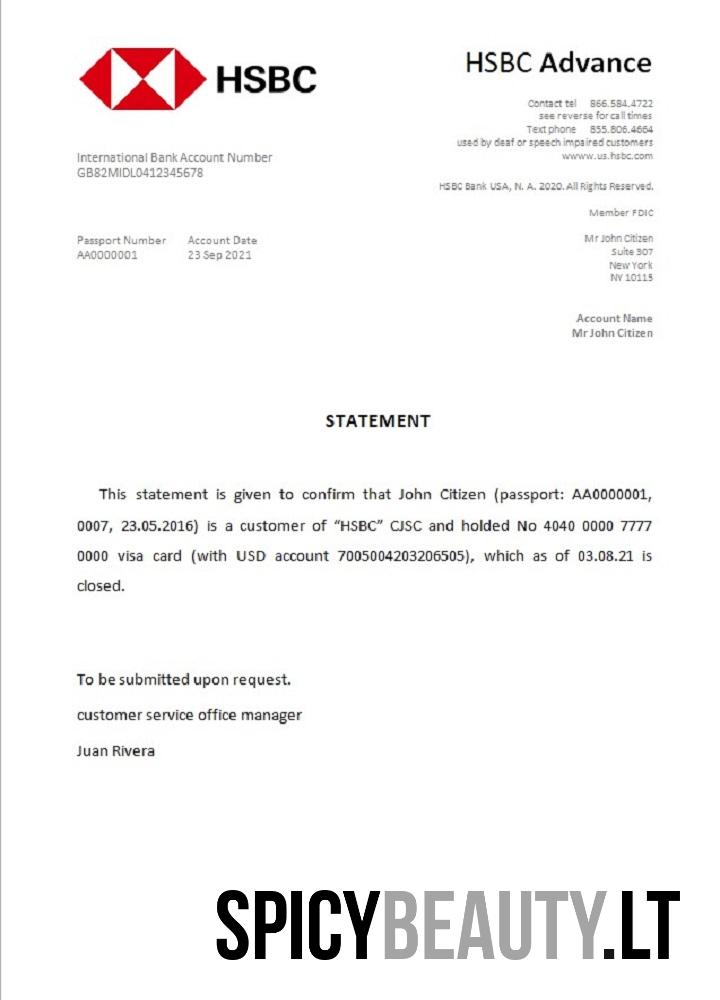 HSBC
HSBC Advance
Contact tel 866.584.4722
see reverse for call times
Text phone 855.806.4664
used by deaf or speech impaired customers
wwww.us.hsbc.com
International Bank Account Number
GB82MIDL0412345678
HSBC Bank USA, N. A. 2020. All Rights Reserved.
Member FDIC
Passport Number Account Date
AA0000001 23 Sep 2021
Mr John Citizen
Suite 307
New York
NY 10115
Account Name
Mr John Citizen
STATEMENT
This statement is given to confirm that John Citizen (passport: AA0000001,
0007, 23.05.2016) is a customer of “HSBC” CJSC and holded No 4040 0000 7777
0000 visa card (with USD account 7005004203206505), which as of 03.08.21 is
closed.
To be submitted upon request.
customer service office manager
Juan Rivera
SPICYBEAUTY.LT